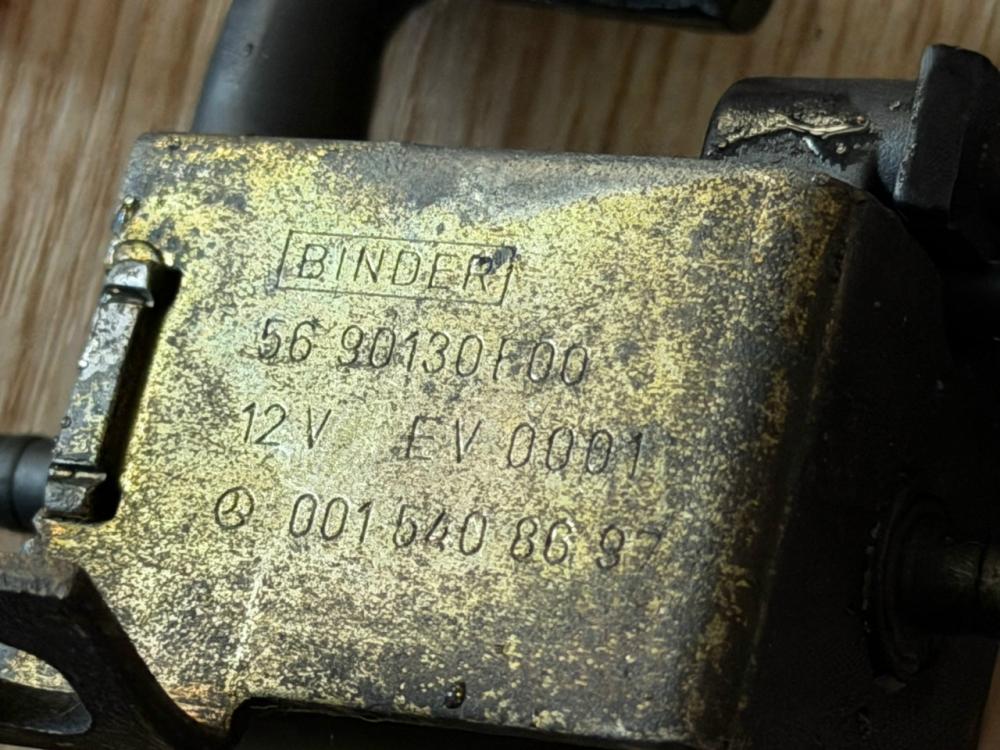 BINDER
56 90130F00
12V EV 0001
001 540 86 97